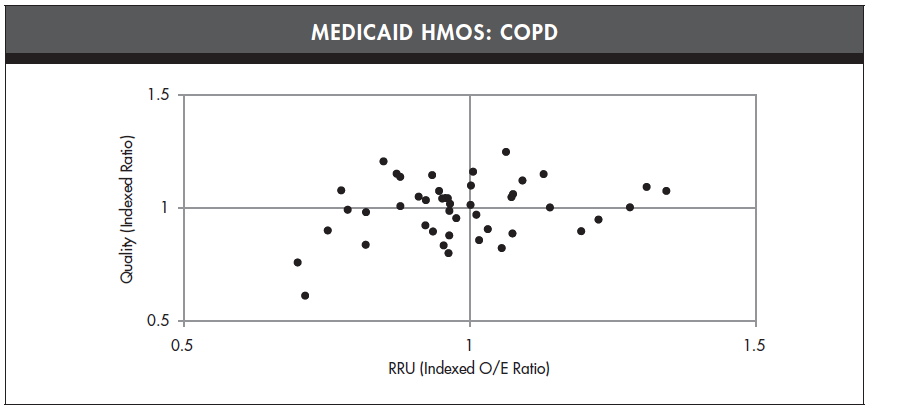 MEDICAID HMOS: COPD
1.5
Quality (Indexed Ratio)
1
0.5
0.5 1 1.5
RRU (Indexed O/E Ratio)